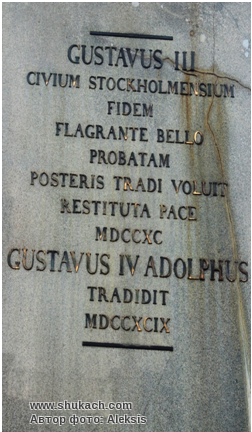 GUSTAVUS III
CIVIUM STOCKHOLMENSIUM
FIDEM
FLAGRANTE BELLO
PROBATAM
POSTERIS TRADI VOLUIT
RESTITUTA PACE
MDCCXC
GUSTAVUS IV ADOLPHUS
TRADIDIT
MDCCXCIX
www.shukach.com
Автор фото: Aleksis